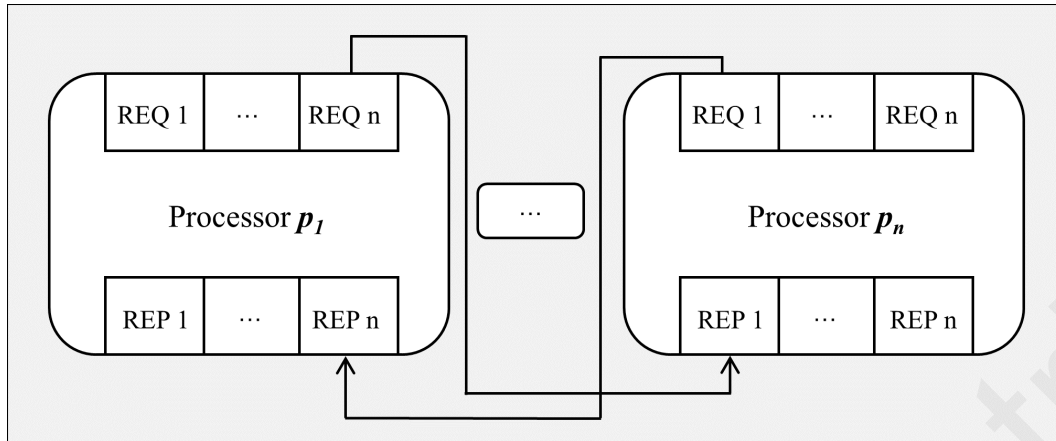 REQ 1 ... REQ n
REQ 1 ... REQ n
Processor p1
...
Processor pn
REP 1 ... REP n
REP 1 ... REP n